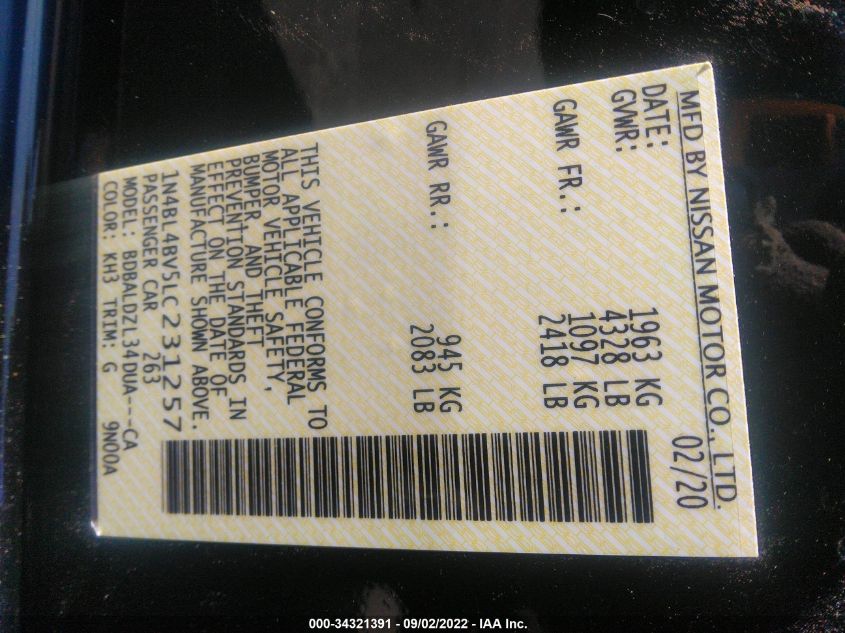 MFD BY NISSAN MOTOR CO., LTD.
DATE: 02/20
GVWR: 1963 KG
4328 LB
GAWR FR.: 1097 KG
2418 LB
GAWR RR.: 945 KG
2083 LB
THIS VEHICLE CONFORMS TO
ALL APPLICABLE FEDERAL
MOTOR VEHICLE SAFETY,
BUMPER, AND THEFT
PREVENTION STANDARDS IN
EFFECT ON THE DATE OF
MANUFACTURE SHOWN ABOVE.
1N4BL4BV5LC231257
PASSENGER CAR 263
MODEL: BDBALDZL34DUA---CA
COLOR: KH3 TRIM: G 9N00A
000-34321391 - 09/02/2022 - IAA Inc.